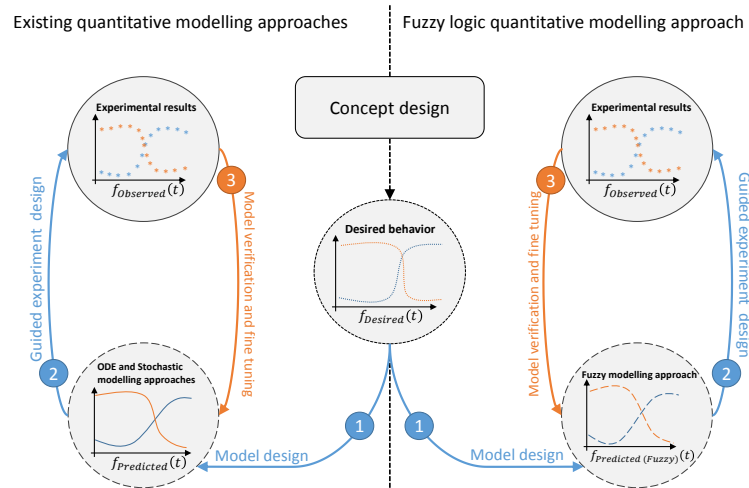 Existing quantitative modelling approaches
Fuzzy logic quantitative modelling approach
Concept design
Experimental results
f_Observed(t)
3
Model verification and fine tuning
Guided experiment design
2
ODE and Stochastic
modelling approaches
f_Predicted(t)
Desired behavior
f_Desired(t)
1
Model design
1
Model design
Experimental results
f_Observed(t)
3
Model verification and fine tuning
Guided experiment design
2
Fuzzy modelling approach
f_Predicted (Fuzzy)(t)